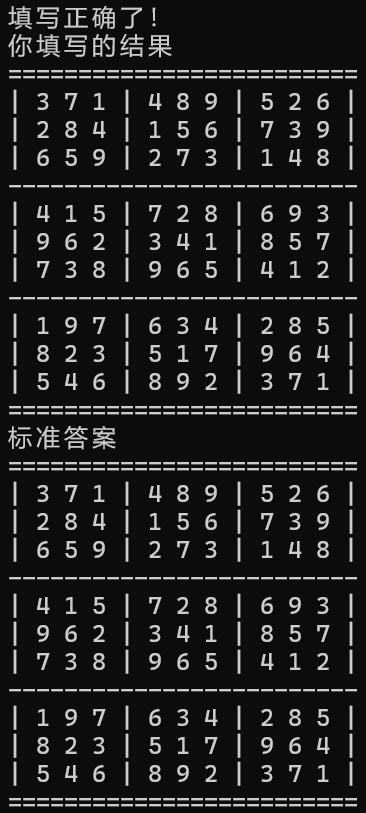 填写正确了!
你填写的结果
=========================
| 3 7 1 | 4 8 9 | 5 2 6 |
| 2 8 4 | 1 5 6 | 7 3 9 |
| 6 5 9 | 2 7 3 | 1 4 8 |
-------------------------
| 4 1 5 | 7 2 8 | 6 9 3 |
| 9 6 2 | 3 4 1 | 8 5 7 |
| 7 3 8 | 9 6 5 | 4 1 2 |
-------------------------
| 1 9 7 | 6 3 4 | 2 8 5 |
| 8 2 3 | 5 1 7 | 9 6 4 |
| 5 4 6 | 8 9 2 | 3 7 1 |
=========================
标准答案
=========================
| 3 7 1 | 4 8 9 | 5 2 6 |
| 2 8 4 | 1 5 6 | 7 3 9 |
| 6 5 9 | 2 7 3 | 1 4 8 |
-------------------------
| 4 1 5 | 7 2 8 | 6 9 3 |
| 9 6 2 | 3 4 1 | 8 5 7 |
| 7 3 8 | 9 6 5 | 4 1 2 |
-------------------------
| 1 9 7 | 6 3 4 | 2 8 5 |
| 8 2 3 | 5 1 7 | 9 6 4 |
| 5 4 6 | 8 9 2 | 3 7 1 |
=========================